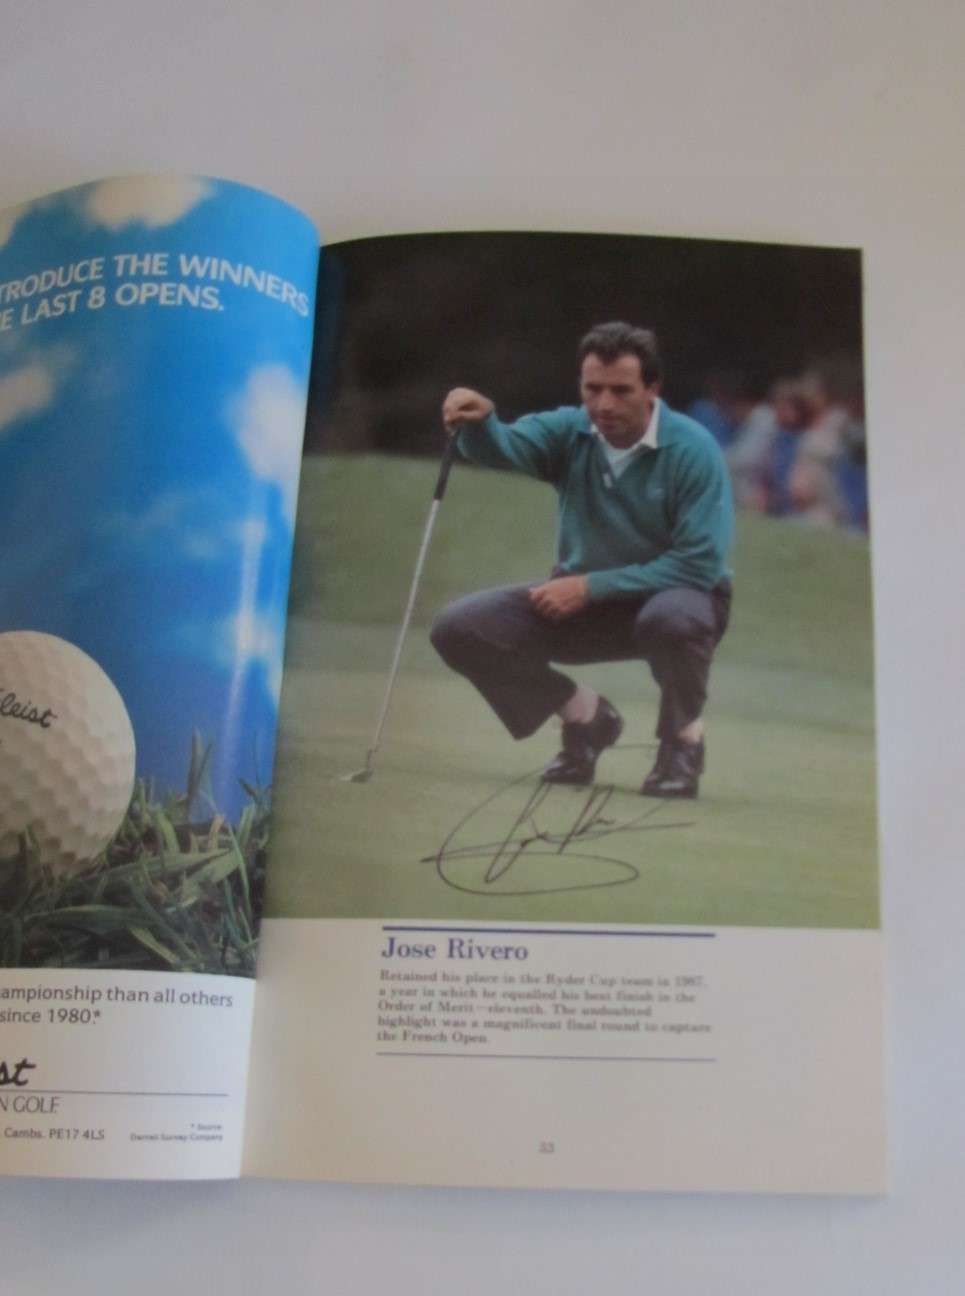 TRODUCE THE WINNERS
E LAST 8 OPENS.
leist
ampionship than all others
since 1980*
st
N GOLF
Cambs. PE17 4LS
* Source
Darrell Survey Company
Jose Rivero
Retained his place in the Ryder Cup team in 1987,
a year in which he equalled his best finish in the
Order of Merit—eleventh. The undoubted
highlight was a magnificent final round to capture
the French Open.